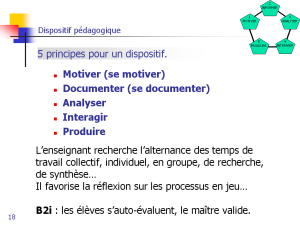 Dispositif pédagogique
5 principes pour un dispositif.
Motiver (se motiver)
Documenter (se documenter)
Analyser
Interagir
Produire
L'enseignant recherche l'alternance des temps de
travail collectif, individuel, en groupe, de recherche,
de synthèse…
Il favorise la réflexion sur les processus en jeu…
B2i : les élèves s'auto-évaluent, le maître valide.
18